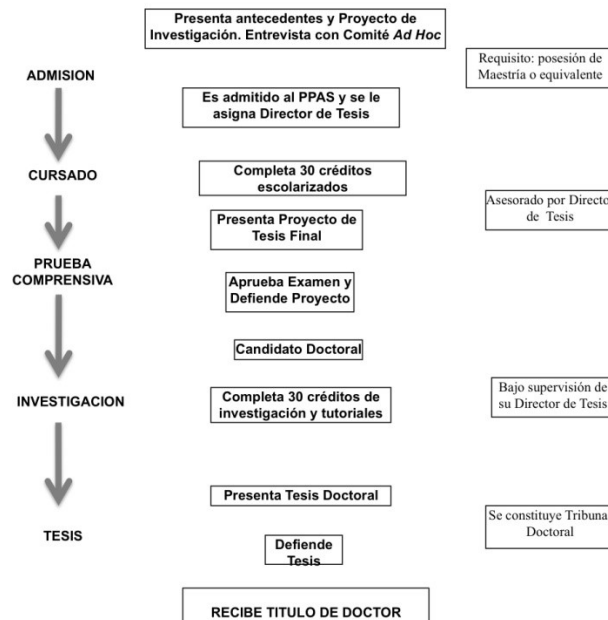 Presenta antecedentes y Proyecto de
Investigación. Entrevista con Comité Ad Hoc
Requisito: posesión de
Maestría o equivalente
ADMISION
Es admitido al PPAS y se le
asigna Director de Tesis
CURSADO
Completa 30 créditos
escolarizados
Asesorado por Directo
de Tesis
Presenta Proyecto de
Tesis Final
PRUEBA
COMPRENSIVA
Aprueba Examen y
Defiende Proyecto
Candidato Doctoral
INVESTIGACION
Completa 30 créditos de
investigación y tutoriales
Bajo supervisión de
su Director de Tesis
Presenta Tesis Doctoral
TESIS
Se constituye Tribuna
Doctoral
Defiende
Tesis
RECIBE TITULO DE DOCTOR